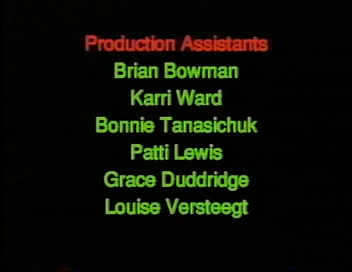 Production Assistants
Brian Bowman
Karri Ward
Bonnie Tanasichuk
Patti Lewis
Grace Duddridge
Louise Versteegt